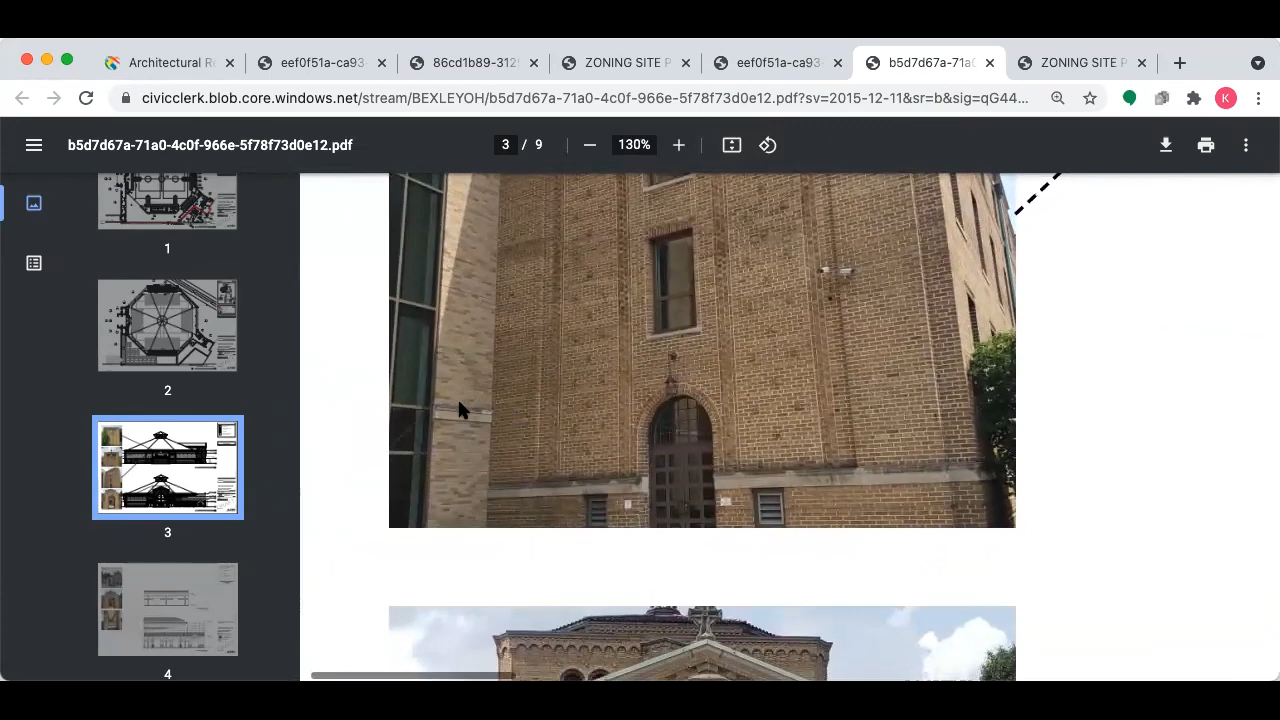 Architectural Re
eef0f51a-ca93-
86cd1b89-3129
ZONING SITE P
eef0f51a-ca93-
b5d7d67a-71a0
ZONING SITE P
civicclerk.blob.core.windows.net/stream/BEXLEYOH/b5d7d67a-71a0-4c0f-966e-5f78f73d0e12.pdf?sv=2015-12-11&sr=b&sig=qG44...
K
b5d7d67a-71a0-4c0f-966e-5f78f73d0e12.pdf
3 / 9
130%
1
2
3
4